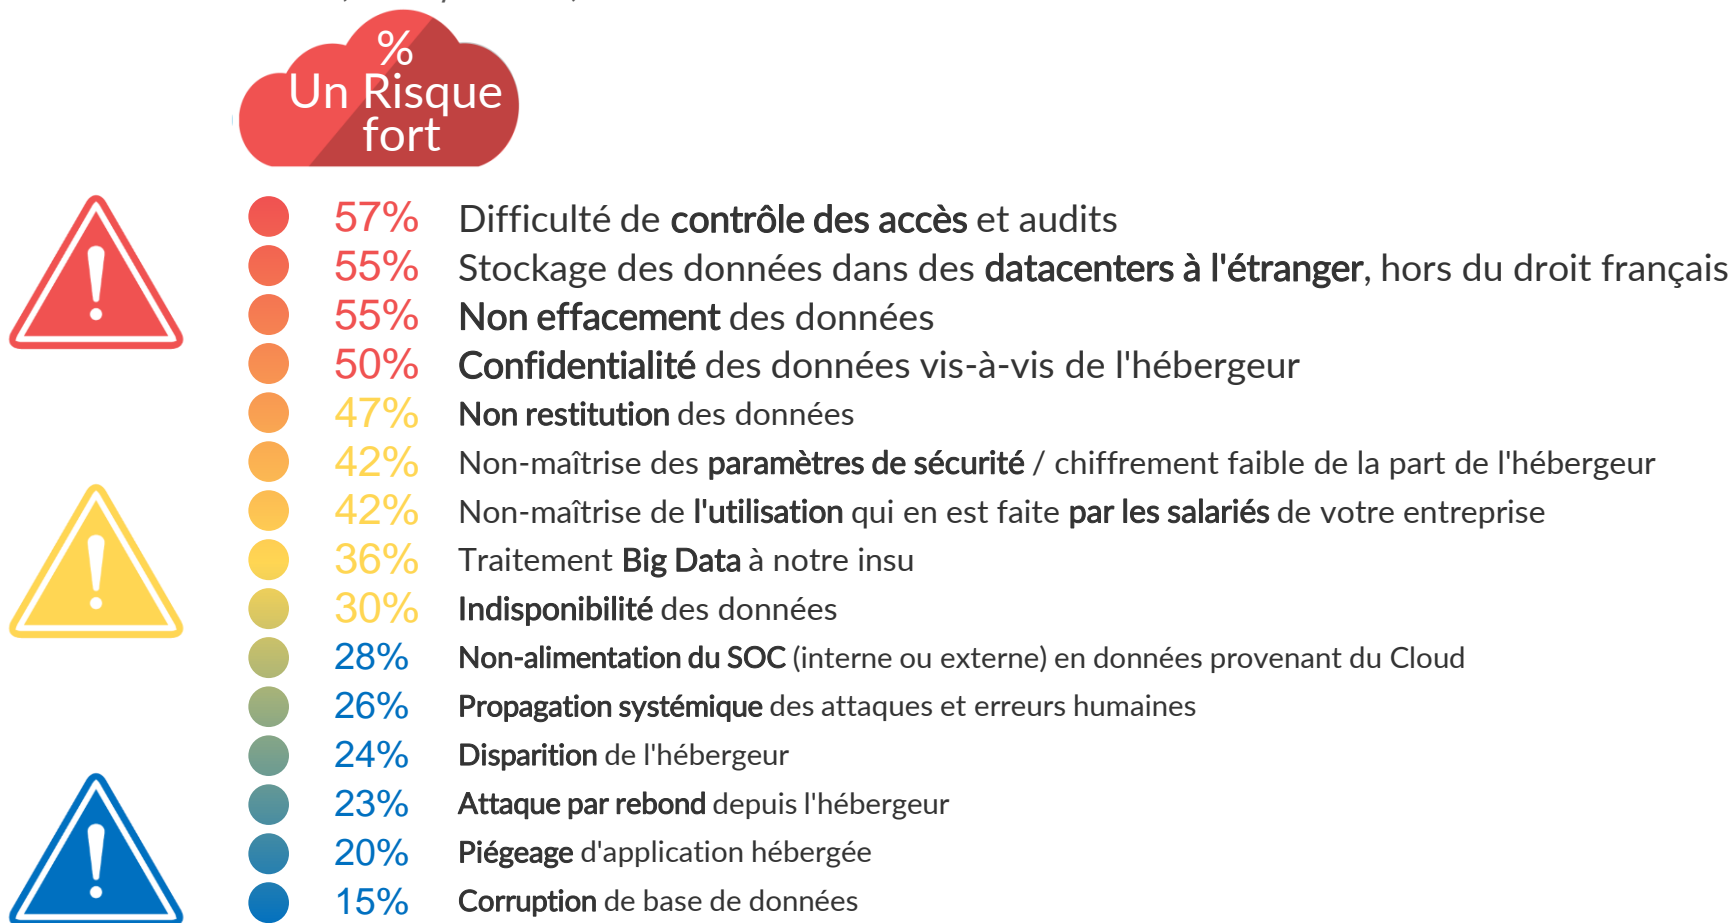 %
Un Risque
fort
57% Difficulté de contrôle des accès et audits
55% Stockage des données dans des datacenters à l'étranger, hors du droit français
55% Non effacement des données
50% Confidentialité des données vis-à-vis de l'hébergeur
47% Non restitution des données
42% Non-maîtrise des paramètres de sécurité / chiffrement faible de la part de l'hébergeur
42% Non-maîtrise de l'utilisation qui en est faite par les salariés de votre entreprise
36% Traitement Big Data à notre insu
30% Indisponibilité des données
28% Non-alimentation du SOC (interne ou externe) en données provenant du Cloud
26% Propagation systémique des attaques et erreurs humaines
24% Disparition de l'hébergeur
23% Attaque par rebond depuis l'hébergeur
20% Piégeage d'application hébergée
15% Corruption de base de données